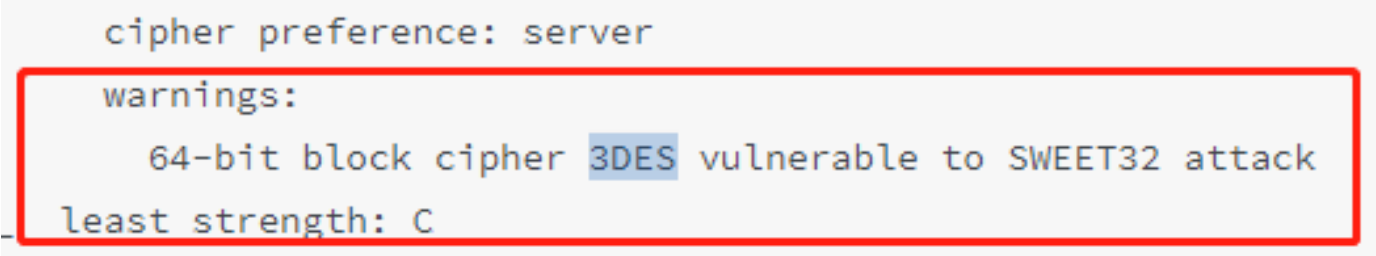 cipher preference: server
warnings:
64-bit block cipher 3DES vulnerable to SWEET32 attack
least strength: C